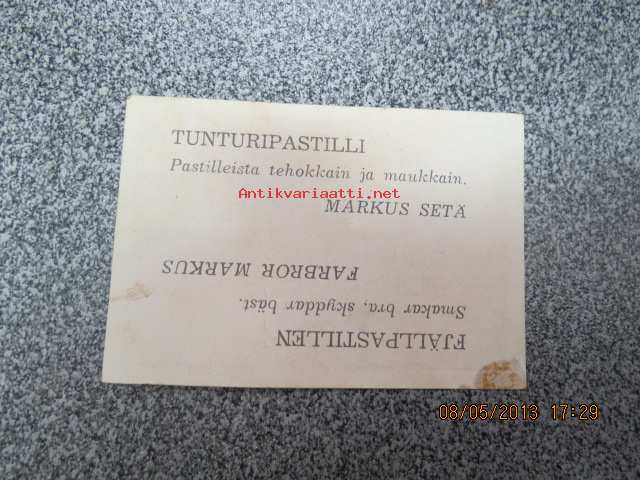 TUNTURIPASTILLI
Pastilleista tehokkain ja maukkain.
Antikvariaatti.net
MARKUS SETÄ
FJÄLLPASTILLEN
Smakar bra, skyddar bäst.
FARBROR MARKUS
08/05/2013 17:29